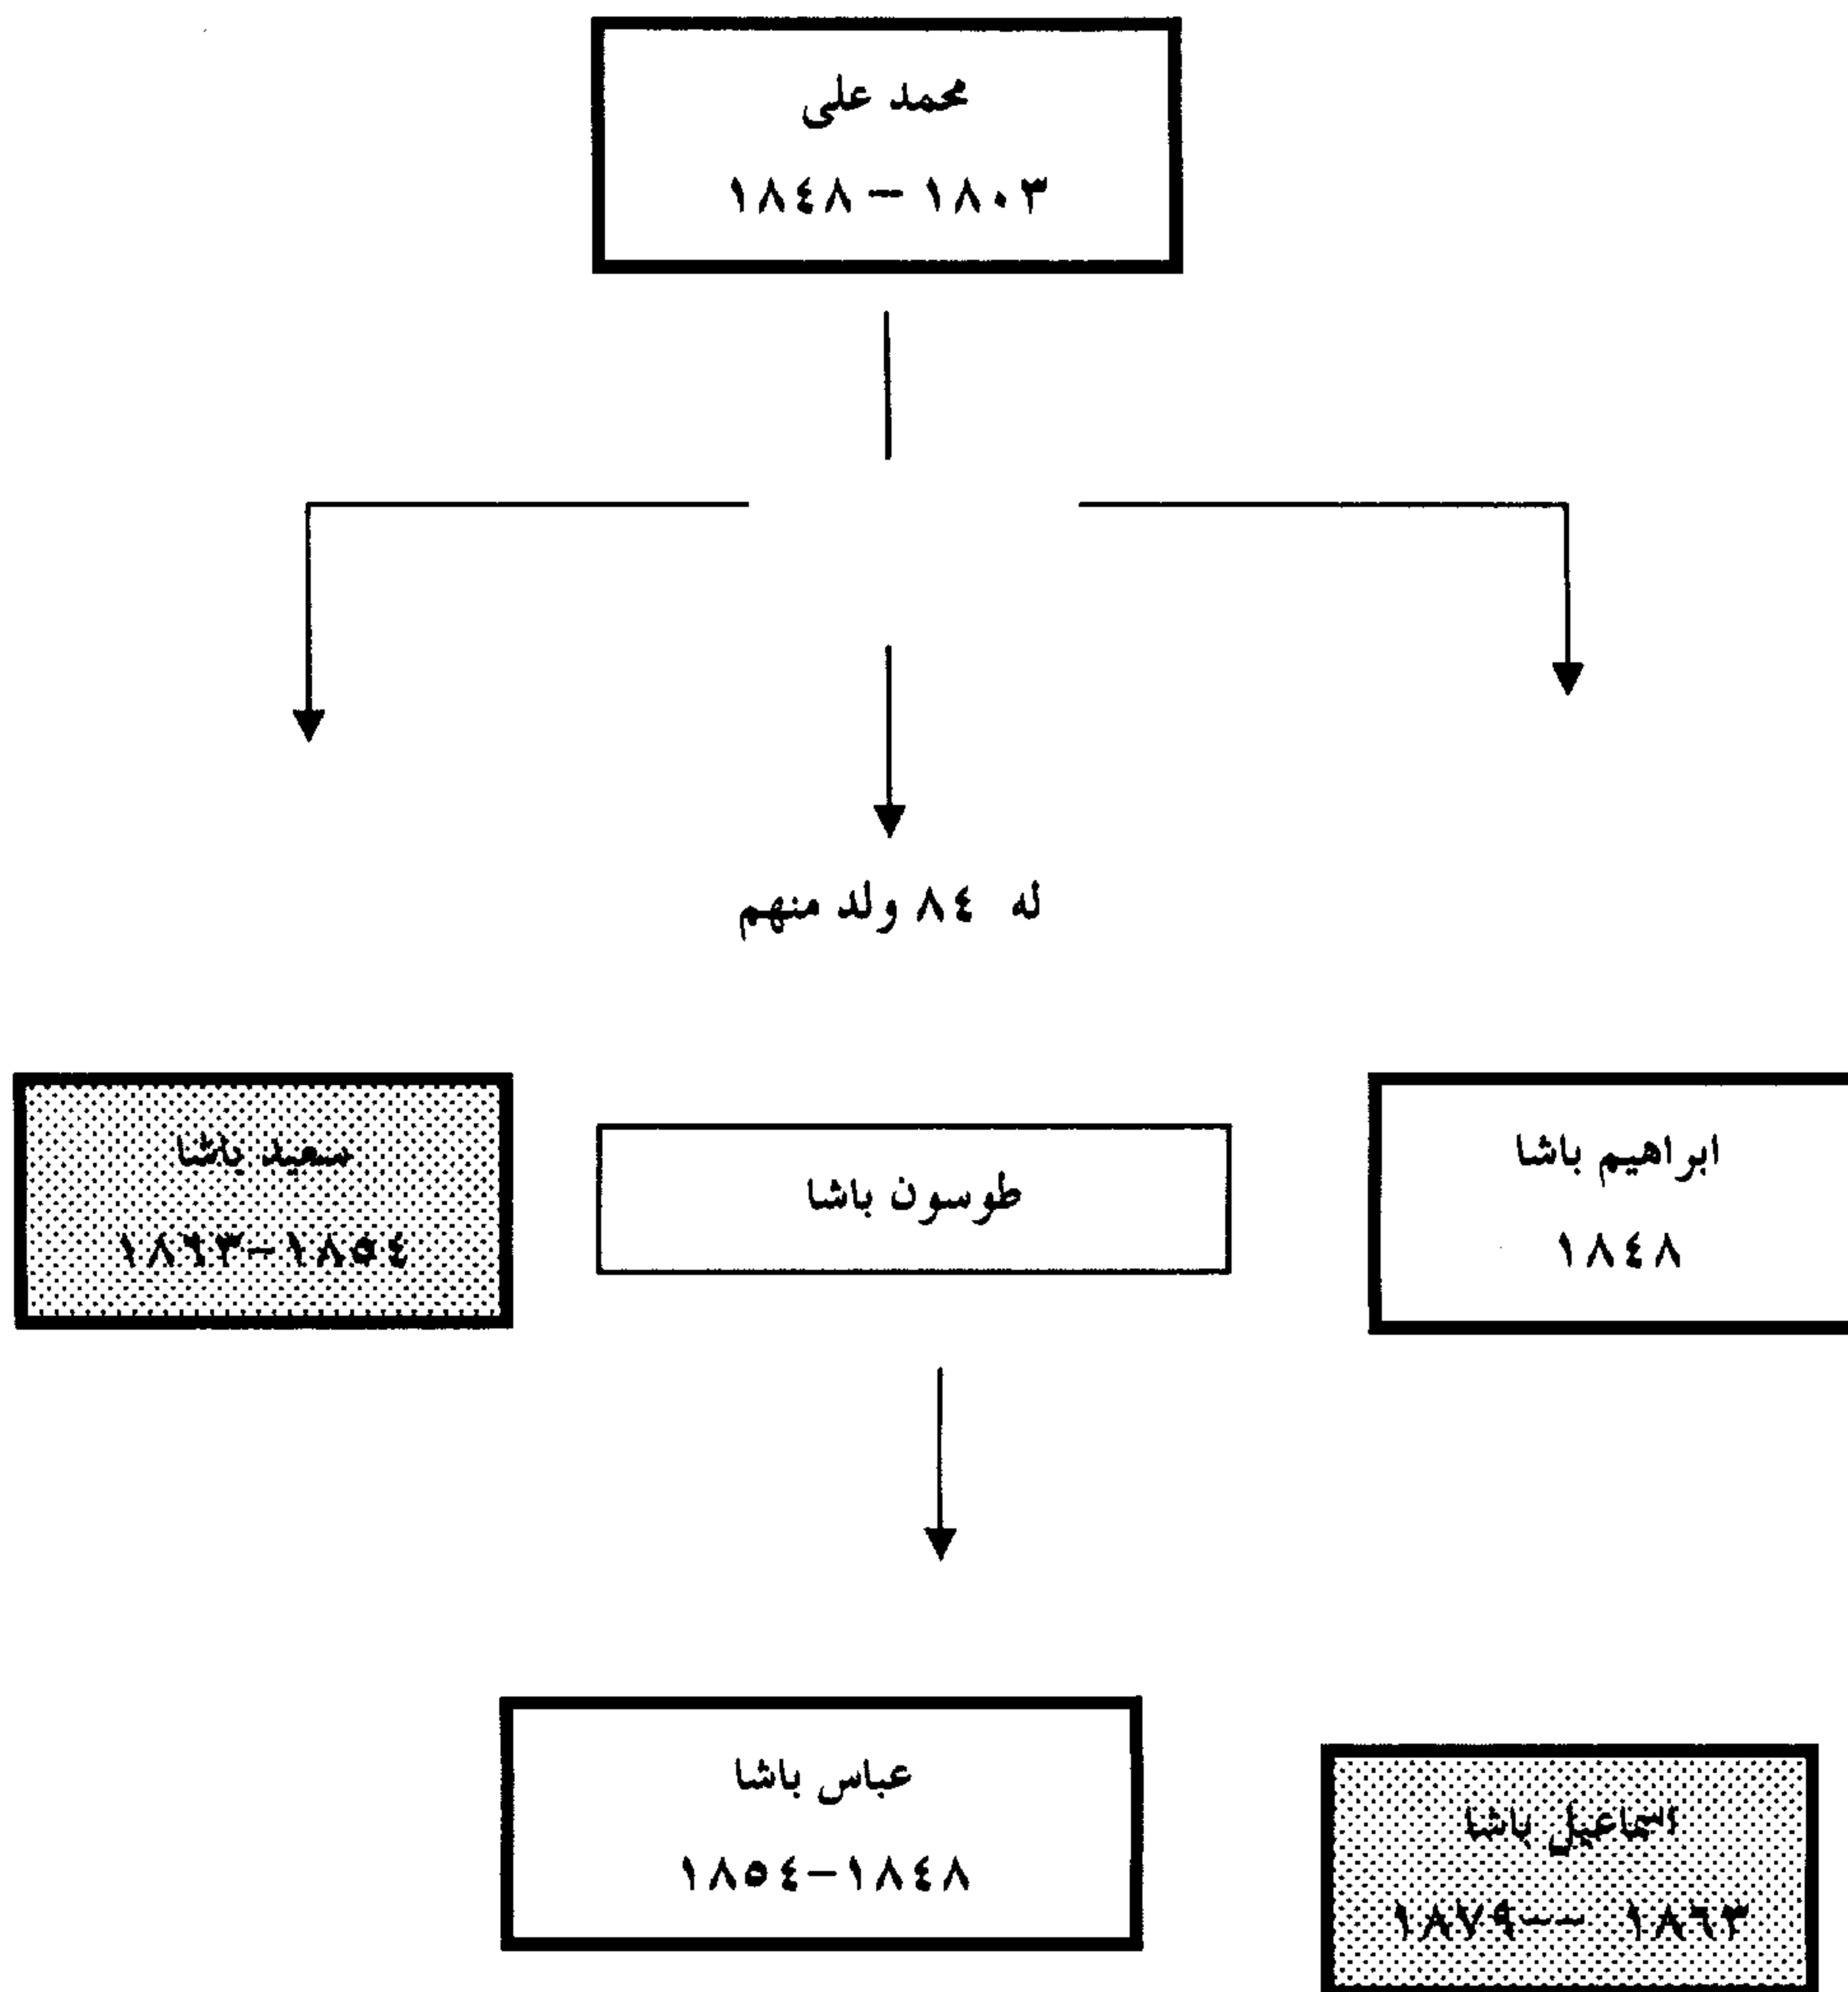 محمد على
١٨٠٣ – ١٨٤٨
له ٨٤ ولد منهم
ابراهيم باشا
١٨٤٨
طوسون باشا
سعيد باشا
١٨٥٤–١٨٦٣
عباس باشا
١٨٤٨–١٨٥٤
اسماعيل باشا
١٨٦٣ –– ١٨٧٩